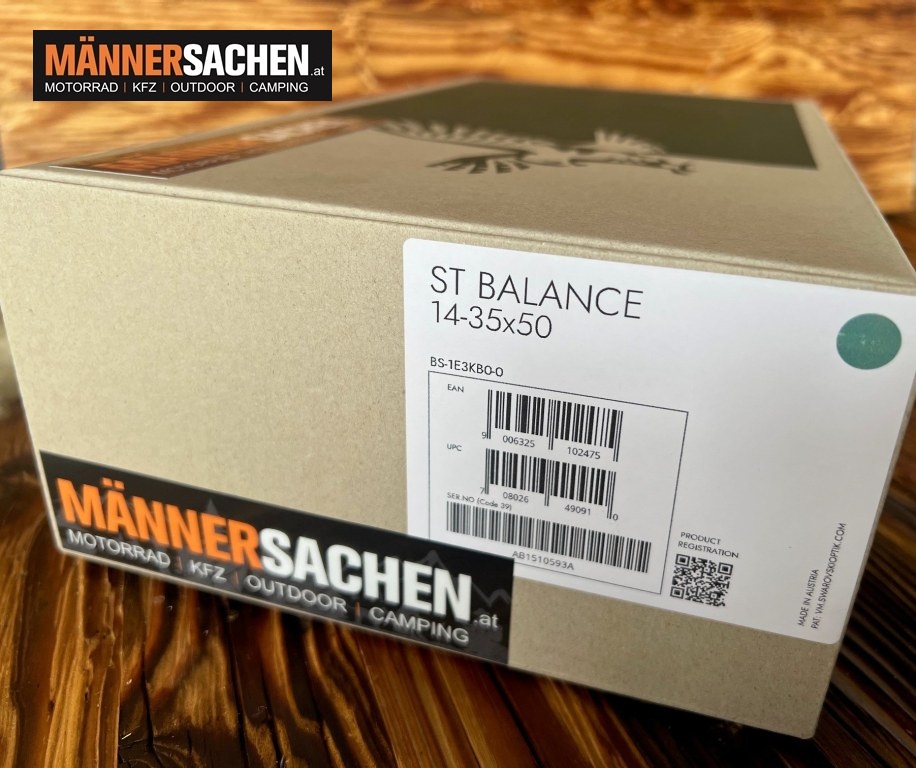 MÄNNERSACHEN.at
MOTORRAD | KFZ | OUTDOOR | CAMPING
ST BALANCE
14-35x50
BS-1E3KB0-0
EAN
9 006325 102475
UPC
7 08026 49091 0
SER.NO (Code 39)
AB1510593A
PRODUCT
REGISTRATION
MADE IN AUSTRIA
PAT. VM.SWAROVSKIOPTIK.COM
MÄNNERSACHEN.at
MOTORRAD | KFZ | OUTDOOR | CAMPING